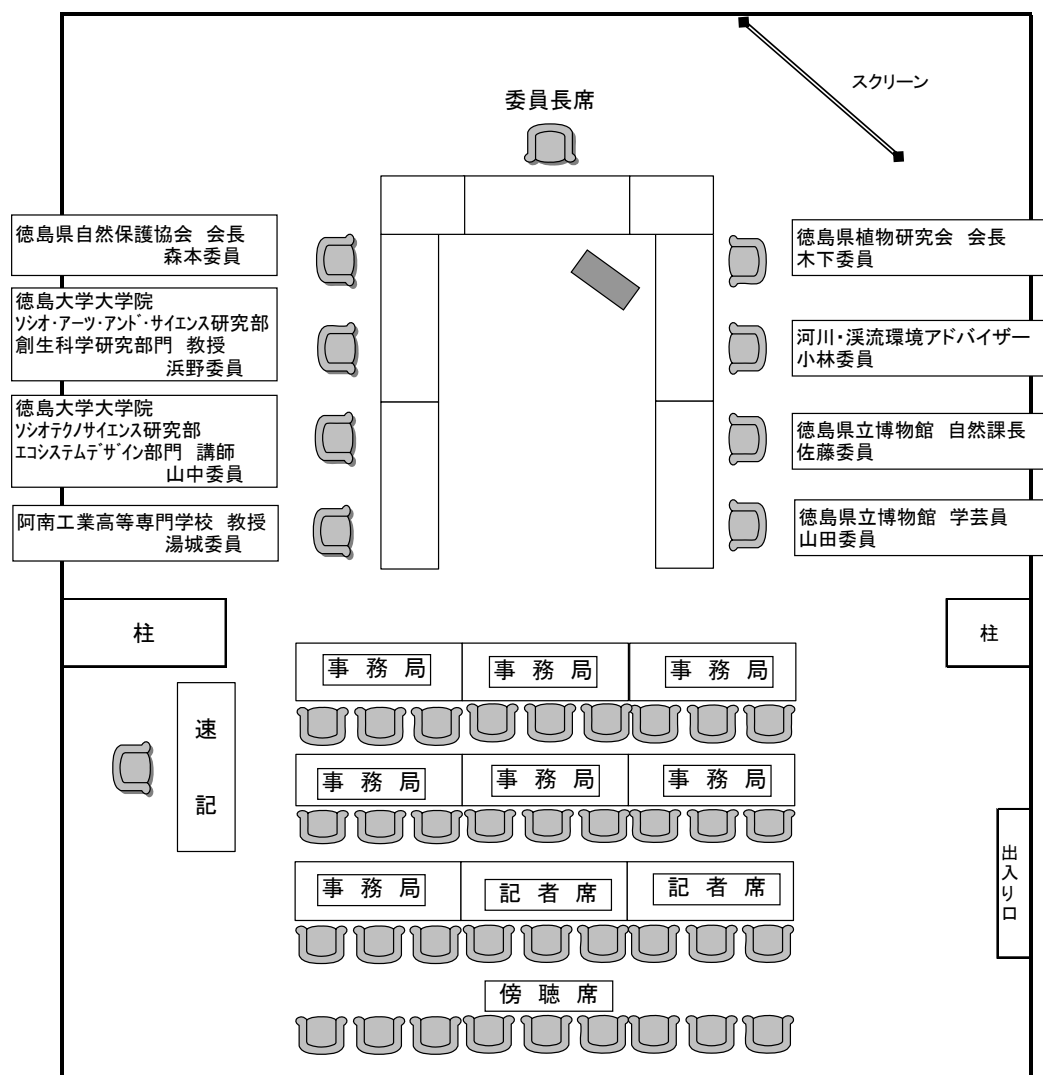 スクリーン
委員長席
徳島県自然保護協会 会長
森本委員
徳島大学大学院
ソシオ・アーツ・アンド・サイエンス研究部
創生科学研究部門 教授
浜野委員
徳島大学大学院
ソシオテクノサイエンス研究部
エコシステムデザイン部門 講師
山中委員
阿南工業高等専門学校 教授
湯城委員
徳島県植物研究会 会長
木下委員
河川・渓流環境アドバイザー
小林委員
徳島県立博物館 自然課長
佐藤委員
徳島県立博物館 学芸員
山田委員
柱
柱
事務局
事務局
事務局
速記
事務局
事務局
事務局
出入り口
事務局
記者席
記者席
傍聴席